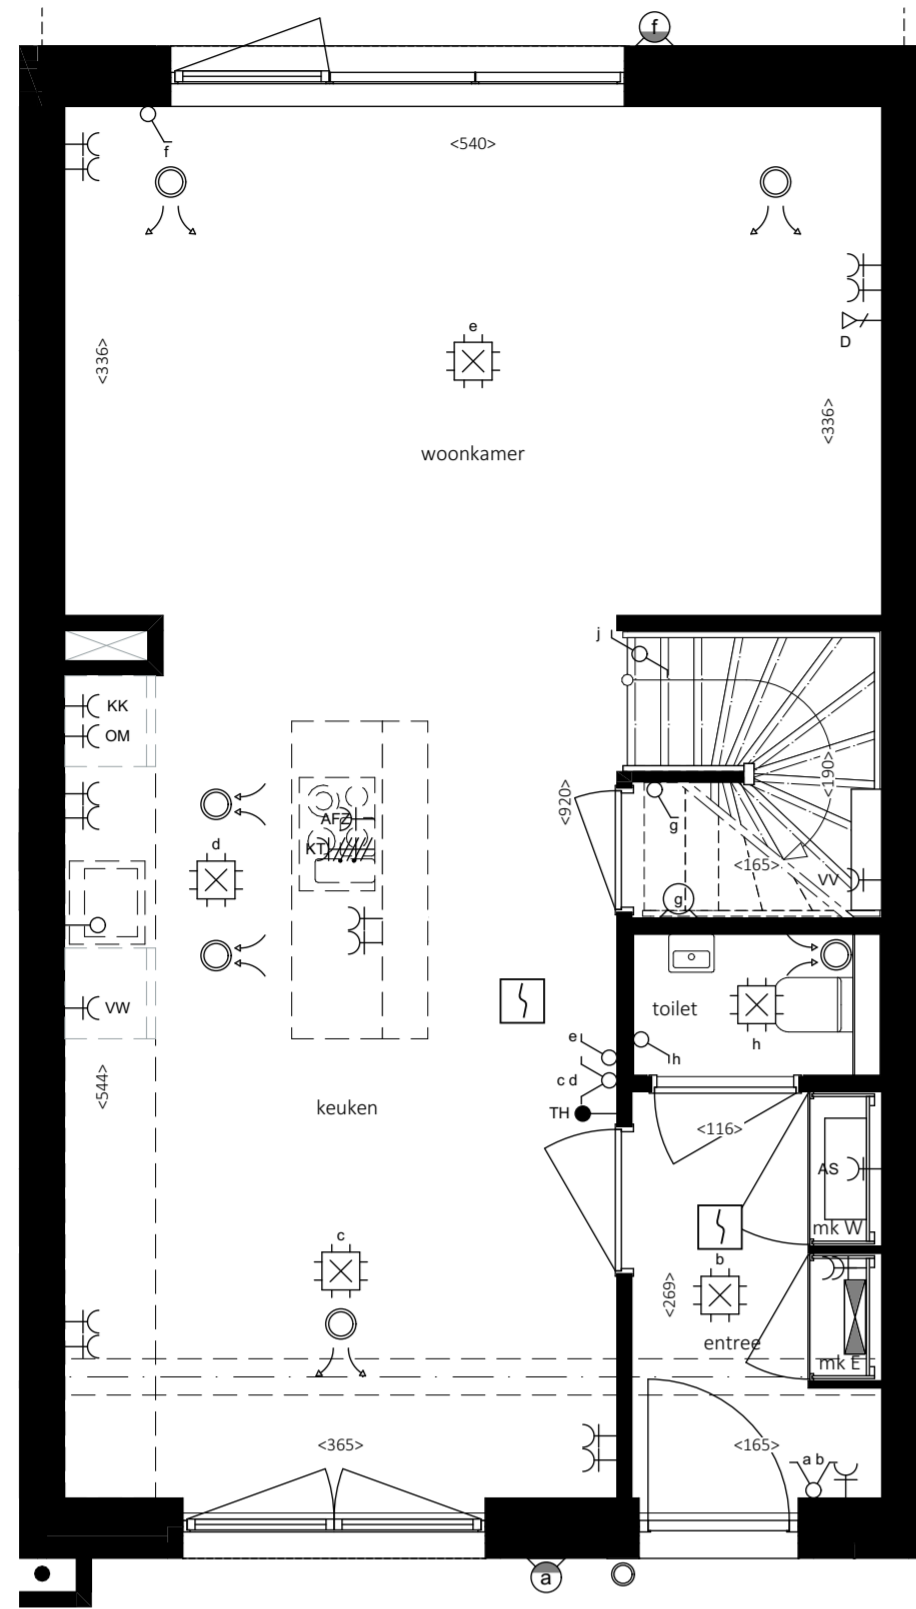 f
f
<540>
e
D
<336>
<336>
woonkamer
j
KK
OM
<190>
<920>
AFZ
g
d
KT
<165>
VV
g
VW
toilet
e
h
h
c d
<544>
keuken
TH
<116>
AS
mk W
c
b
<269>
entree
mk E
<365>
<165>
a b
a